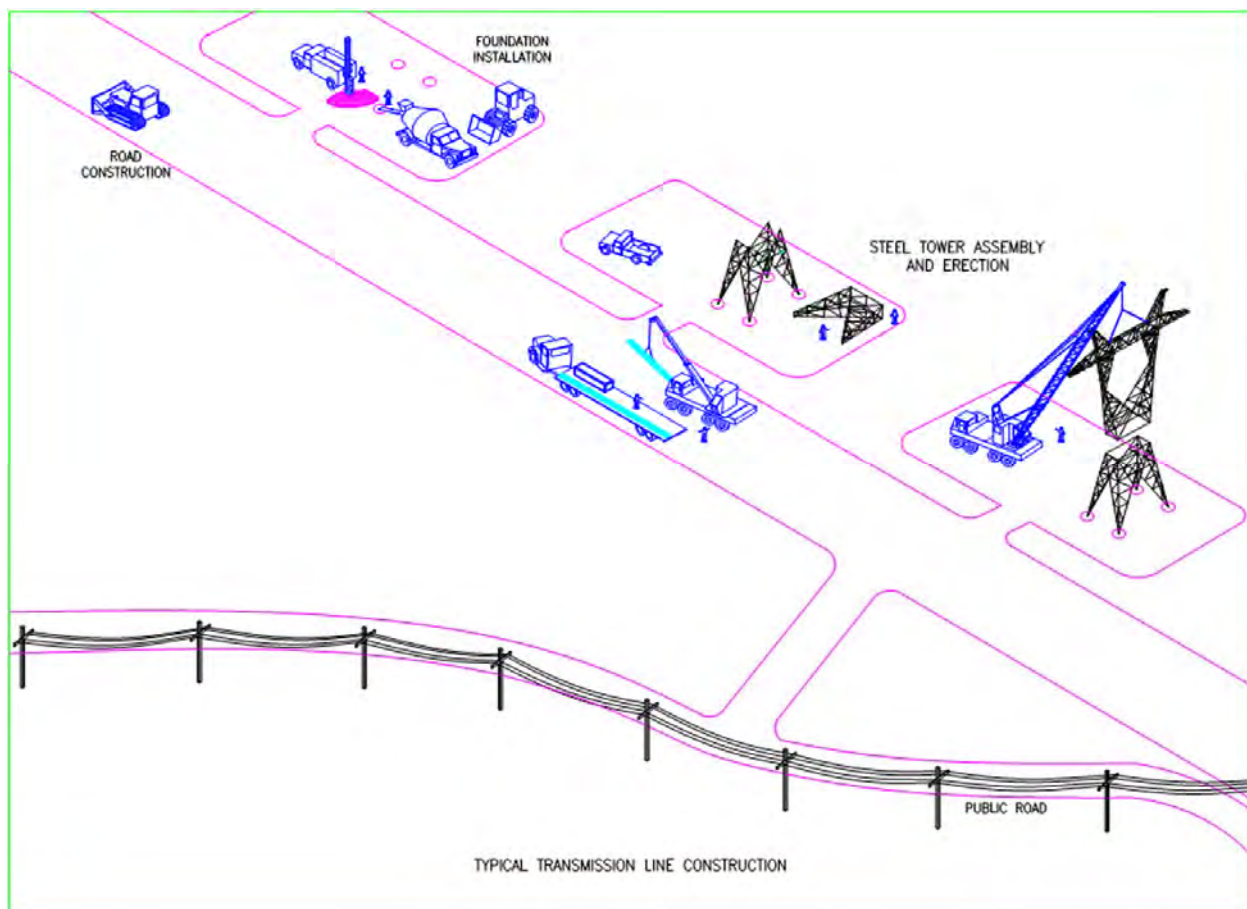 FOUNDATION
INSTALLATION
ROAD
CONSTRUCTION
STEEL TOWER ASSEMBLY
AND ERECTION
PUBLIC ROAD
TYPICAL TRANSMISSION LINE CONSTRUCTION